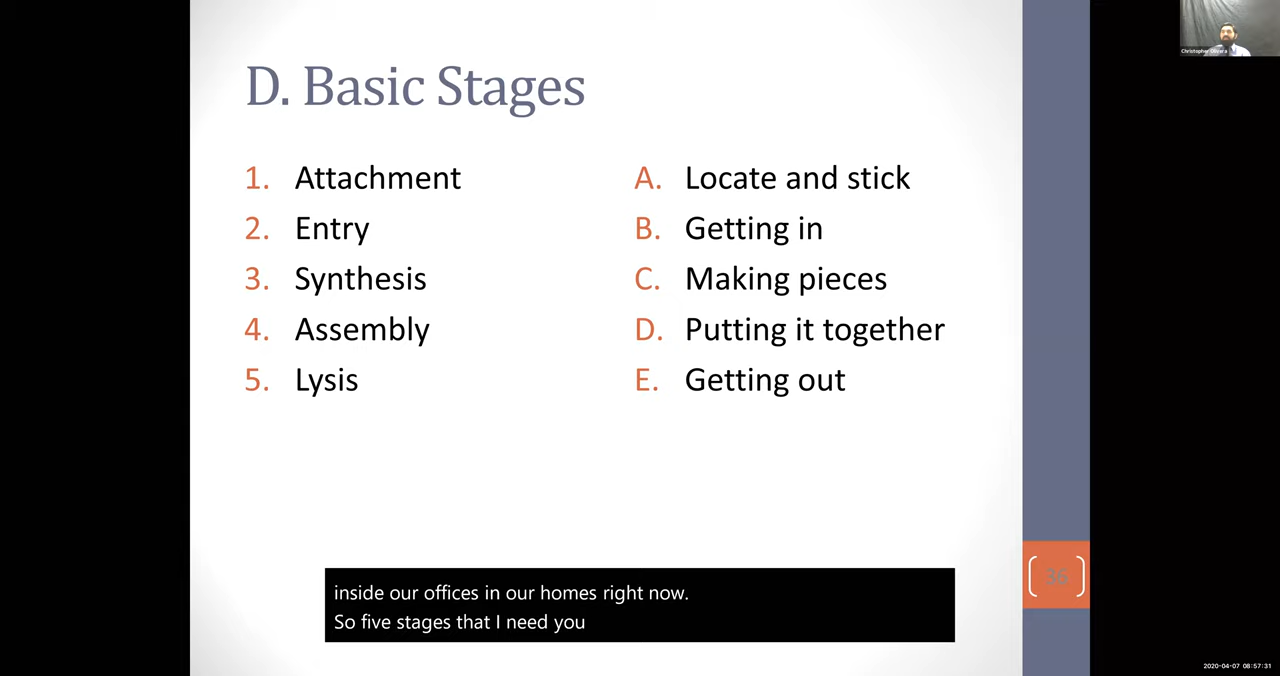 D. Basic Stages
1. Attachment
2. Entry
3. Synthesis
4. Assembly
5. Lysis
A. Locate and stick
B. Getting in
C. Making pieces
D. Putting it together
E. Getting out
36
inside our offices in our homes right now.
So five stages that I need you
Christopher Olivera
2020-04-07 08:57:31